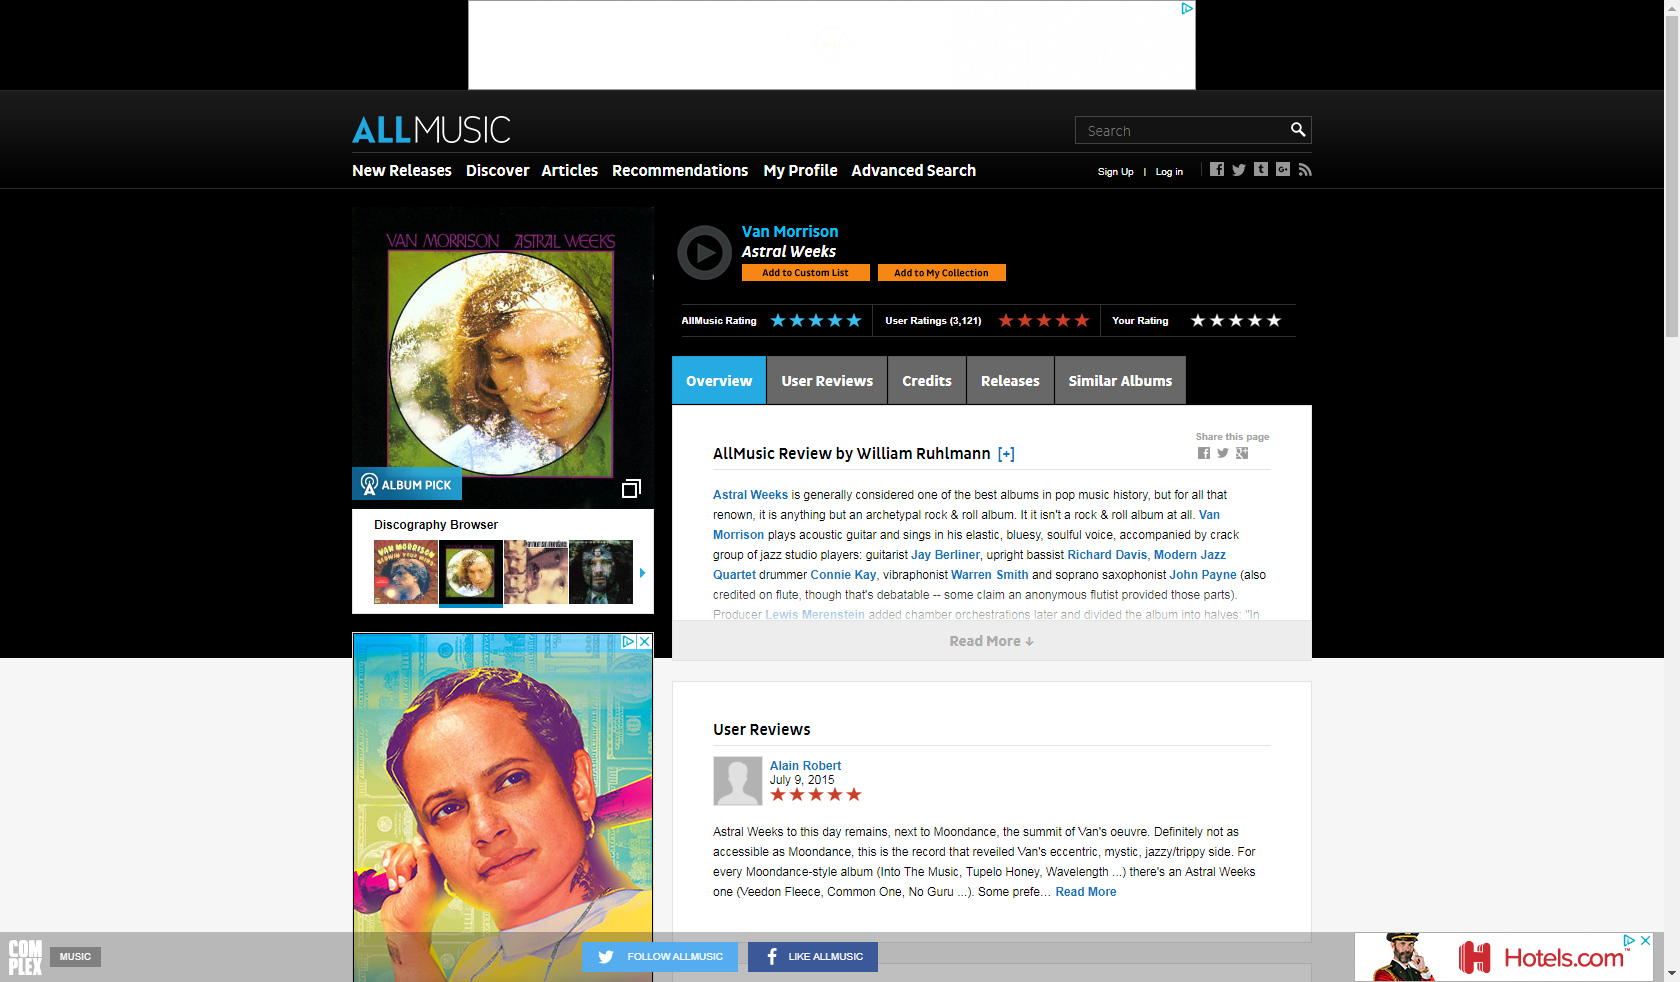 ALLMUSIC
Search
New Releases Discover Articles Recommendations My Profile Advanced Search
Sign Up | Log in
VAN MORRISON ASTRAL WEEKS
ALBUM PICK
Van Morrison
Astral Weeks
Add to Custom List Add to My Collection
AllMusic Rating User Ratings (3,121) Your Rating
Overview User Reviews Credits Releases Similar Albums
Share this page
AllMusic Review by William Ruhlmann [+]
Astral Weeks is generally considered one of the best albums in pop music history, but for all that
renown, it is anything but an archetypal rock & roll album. It it isn't a rock & roll album at all. Van
Morrison plays acoustic guitar and sings in his elastic, bluesy, soulful voice, accompanied by crack
group of jazz studio players: guitarist Jay Berliner, upright bassist Richard Davis, Modern Jazz
Quartet drummer Connie Kay, vibraphonist Warren Smith and soprano saxophonist John Payne (also
credited on flute, though that's debatable -- some claim an anonymous flutist provided those parts).
Producer Lewis Merenstein added chamber orchestrations later and divided the album into halves: "In
Read More ↓
Discography Browser
VAN MORRISON
User Reviews
Alain Robert
July 9, 2015
Astral Weeks to this day remains, next to Moondance, the summit of Van's oeuvre. Definitely not as
accessible as Moondance, this is the record that reveiled Van's eccentric, mystic, jazzy/trippy side. For
every Moondance-style album (Into The Music, Tupelo Honey, Wavelength ...) there's an Astral Weeks
one (Veedon Fleece, Common One, No Guru ...). Some prefe... Read More
COMPLEX
MUSIC
FOLLOW ALLMUSIC
LIKE ALLMUSIC
Hotels.com™